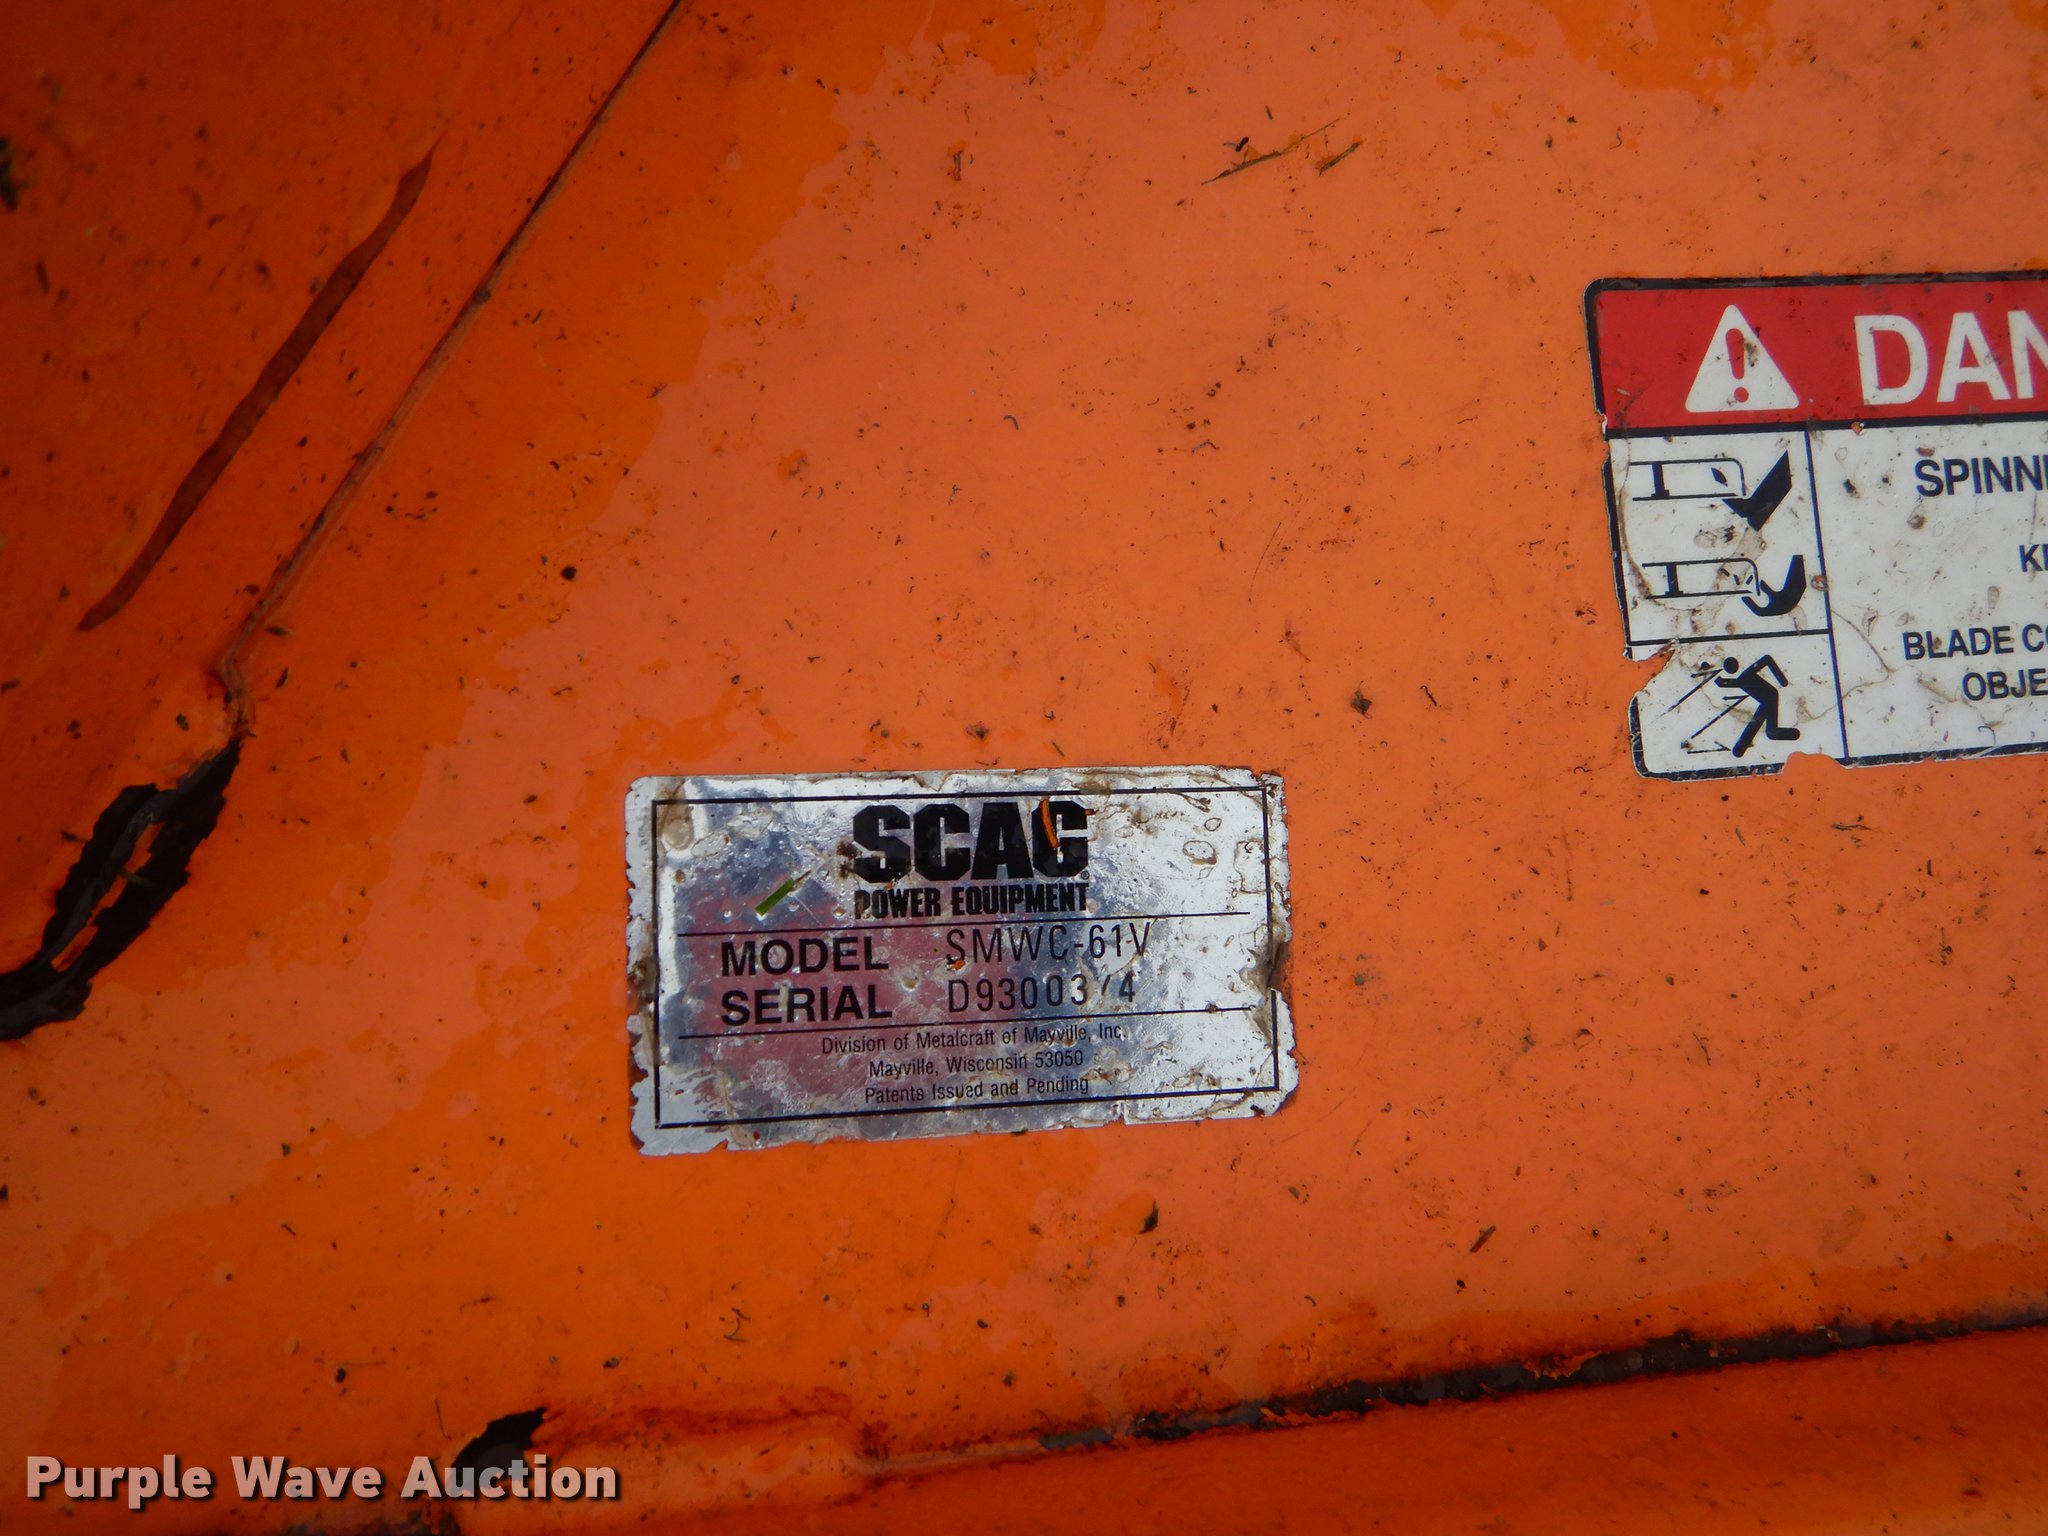 DAN
SPINNI
BLADE CO
OBJE
SCAG
POWER EQUIPMENT
MODEL SMWC-61V
SERIAL
Division of Metalcraft of Mayville, Inc.
Mayville, Wisconsin 53050
Patents Issued and Pending
Purple Wave Auction